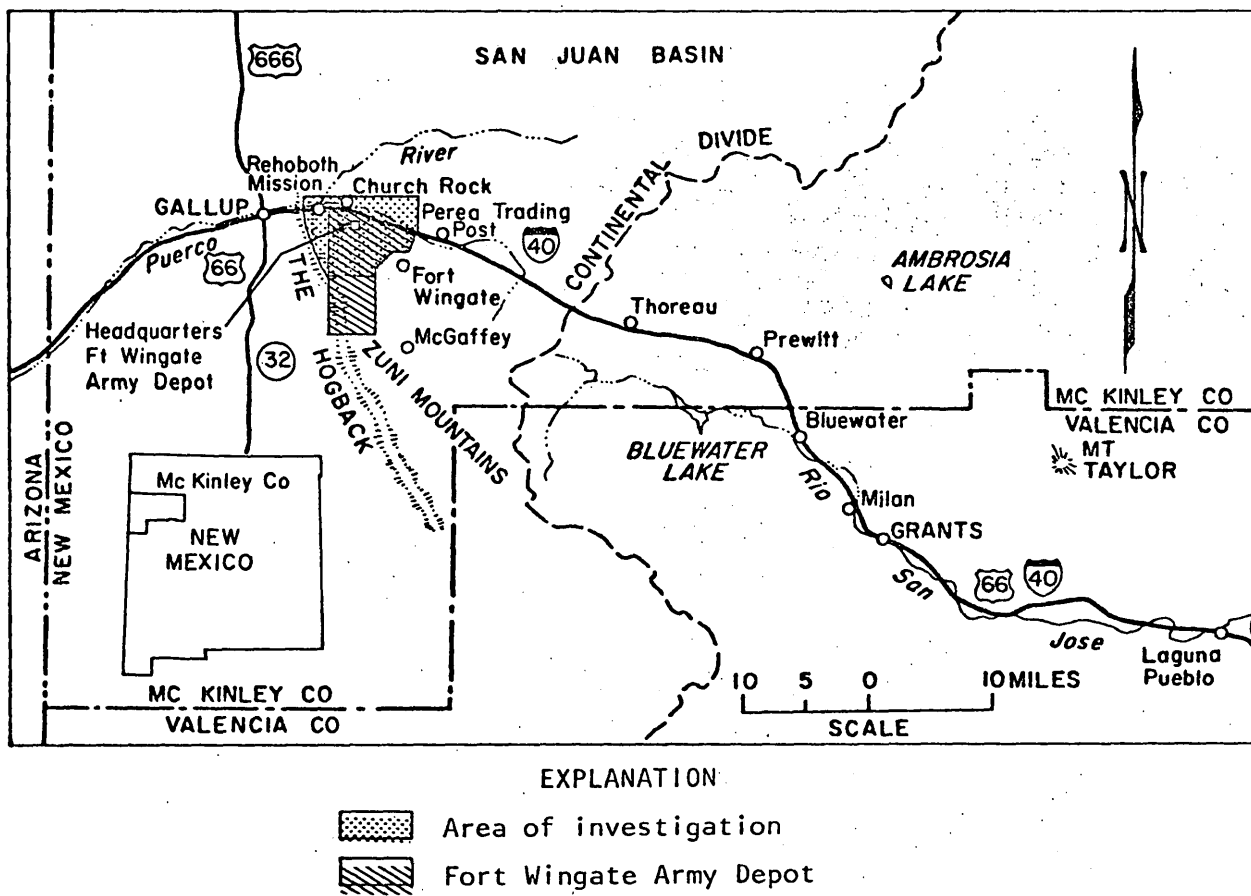 666
SAN JUAN BASIN
DIVIDE
CONTINENTAL
River
Rehoboth
Mission
Church Rock
GALLUP
Perea Trading
Post
40
Puerco
66
THE
HOGBACK
Fort
Wingate
AMBROSIA
LAKE
N
Thoreau
Headquarters
Ft Wingate
Army Depot
McGaffey
Prewitt
32
ZUNI MOUNTAINS
MC KINLEY CO
VALENCIA CO
Bluewater
BLUEWATER
LAKE
MT
TAYLOR
Rio
San
Jose
Milan
GRANTS
66
40
Laguna
Pueblo
ARIZONA
NEW MEXICO
Mc Kinley Co
NEW
MEXICO
MC KINLEY CO
VALENCIA CO
10 5 0 10 MILES
SCALE
EXPLANATION
Area of investigation
Fort Wingate Army Depot